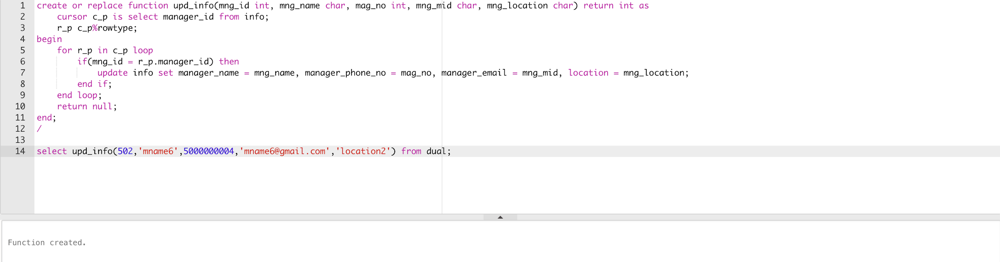 1 create or replace function upd_info(mng_id int, mng_name char, mag_no int, mng_mid char, mng_location char) return int as
2     cursor c_p is select manager_id from info;
3     r_p c_p%rowtype;
4 begin
5     for r_p in c_p loop
6         if(mng_id = r_p.manager_id) then
7             update info set manager_name = mng_name, manager_phone_no = mag_no, manager_email = mng_mid, location = mng_location;
8         end if;
9     end loop;
10     return null;
11 end;
12 /
13
14 select upd_info(502,'mname6',5000000004,'mname6@gmail.com','location2') from dual;
Function created.